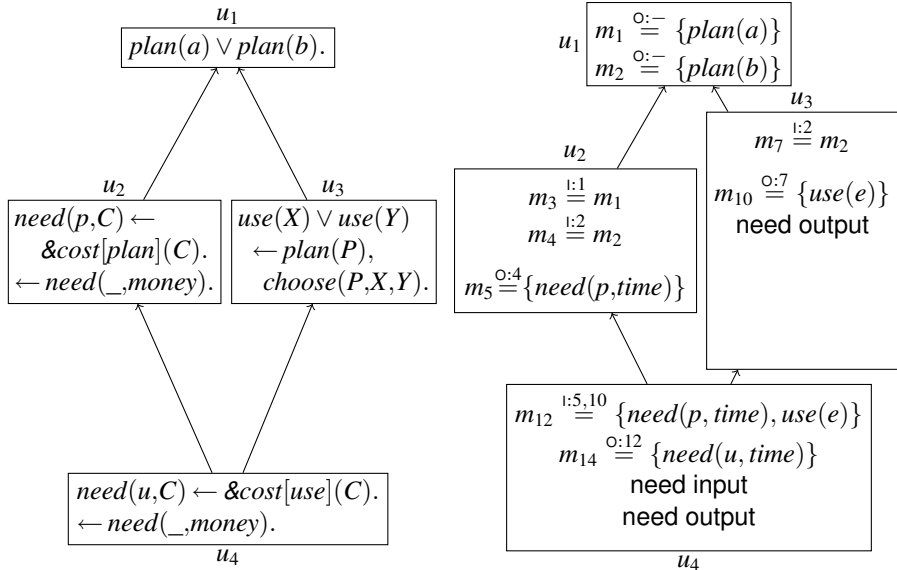 u₁
plan(a) ∨ plan(b).
u₂
need(p,C) ←
&cost[plan](C).
← need(_,money).
u₃
use(X) ∨ use(Y)
← plan(P),
choose(P,X,Y).
need(u,C) ← &cost[use](C).
← need(_,money).
u₄
u₁
m₁ O:− = {plan(a)}
m₂ O:− = {plan(b)}
u₂
m₃ I:1 = m₁
m₄ I:2 = m₂
m₅ O:4 = {need(p,time)}
u₃
m₇ I:2 = m₂
m₁₀ O:7 = {use(e)}
need output
m₁₂ I:5,10 = {need(p, time), use(e)}
m₁₄ O:12 = {need(u, time)}
need input
need output
u₄